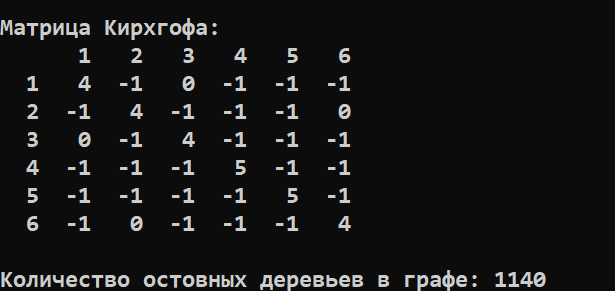 Матрица Кирхгофа:
1 2 3 4 5 6
1 4 -1 0 -1 -1 -1
2 -1 4 -1 -1 -1 0
3 0 -1 4 -1 -1 -1
4 -1 -1 -1 5 -1 -1
5 -1 -1 -1 -1 5 -1
6 -1 0 -1 -1 -1 4
Количество остовных деревьев в графе: 1140